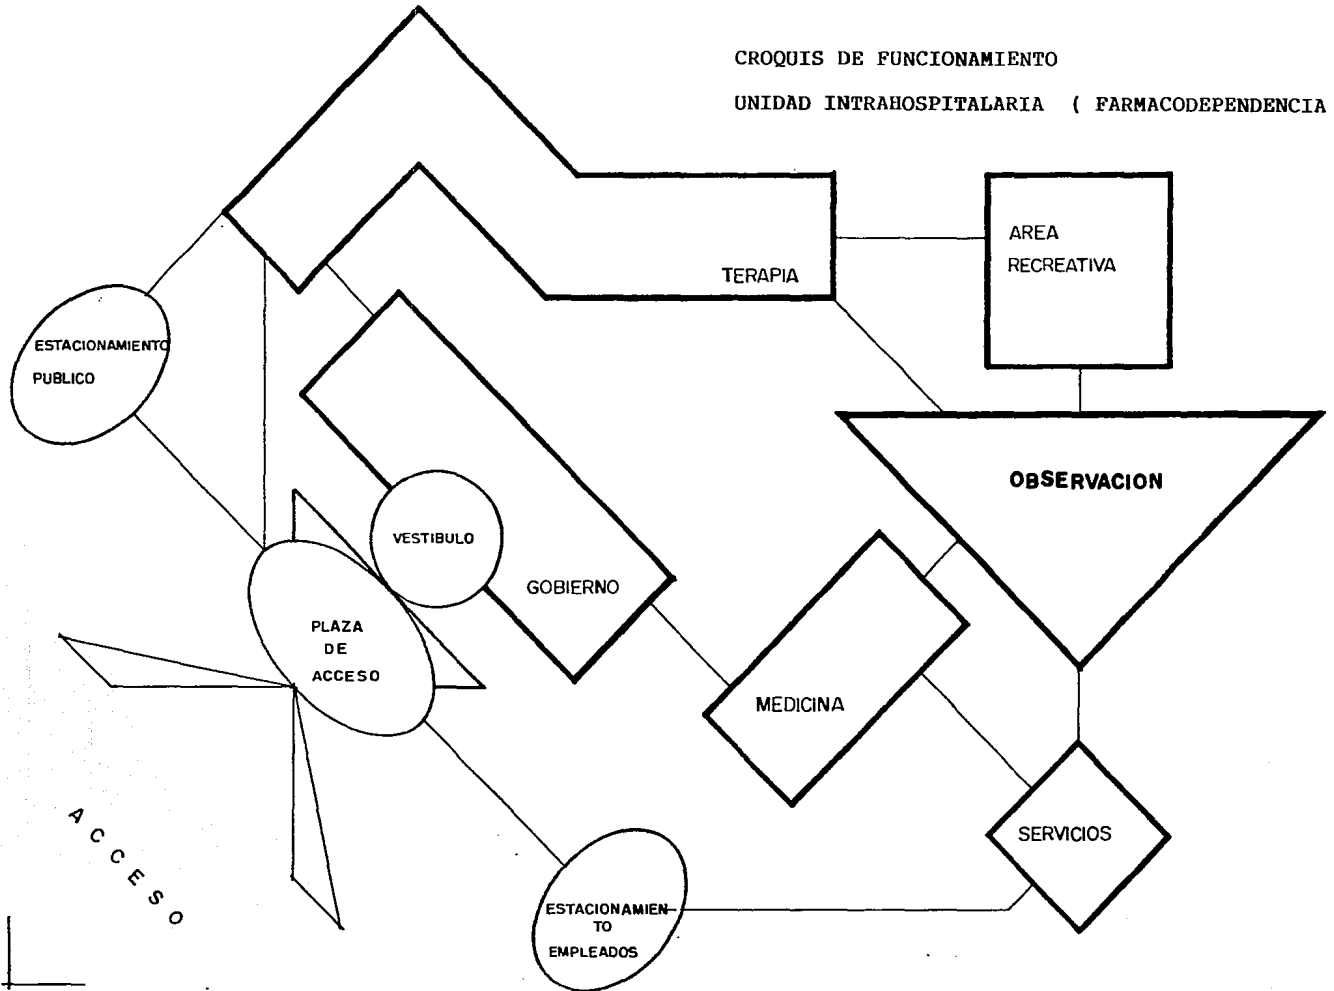 CROQUIS DE FUNCIONAMIENTO
UNIDAD INTRAHOSPITALARIA ( FARMACODEPENDENCIA
AREA
RECREATIVA
TERAPIA
ESTACIONAMIENTO
PUBLICO
OBSERVACION
VESTIBULO
GOBIERNO
PLAZA
DE
ACCESO
MEDICINA
SERVICIOS
ACCESO
ESTACIONAMIEN
TO
EMPLEADOS